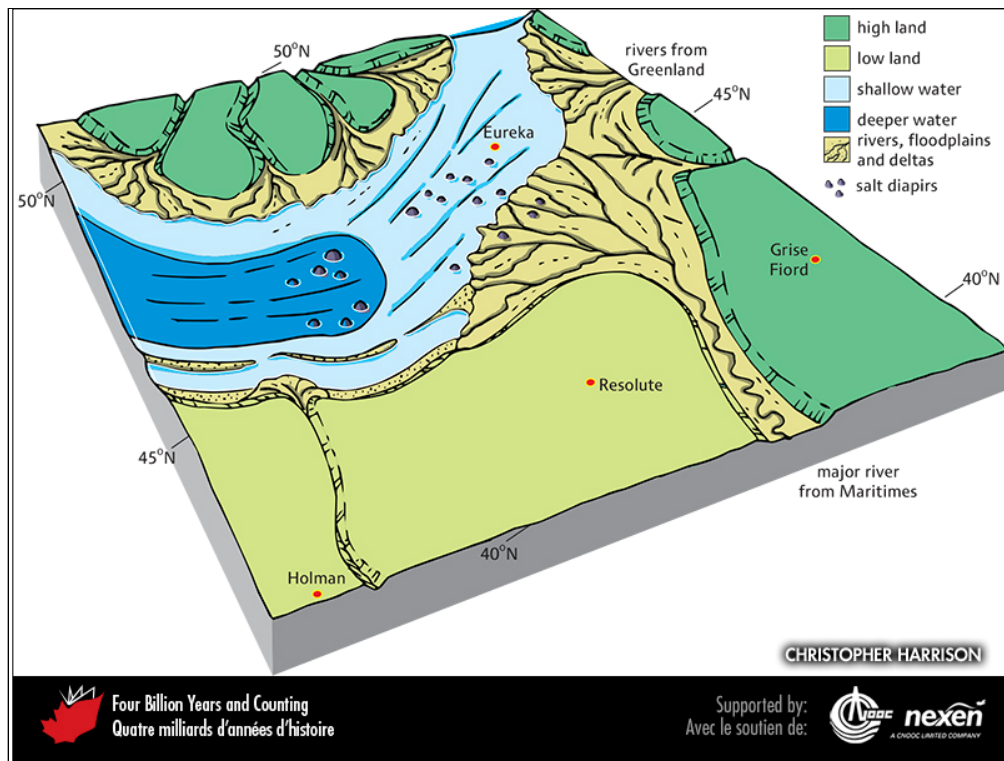 high land
low land
shallow water
deeper water
rivers, floodplains
and deltas
salt diapirs
50°N
rivers from
Greenland
45°N
Eureka
50°N
Grise
Fiord
40°N
Resolute
45°N
major river
from Maritimes
40°N
Holman
CHRISTOPHER HARRISON
Four Billion Years and Counting
Quatre milliards d'années d'histoire
Supported by:
Avec le soutien de:
CNOOC
nexen
A CNOOC LIMITED COMPANY